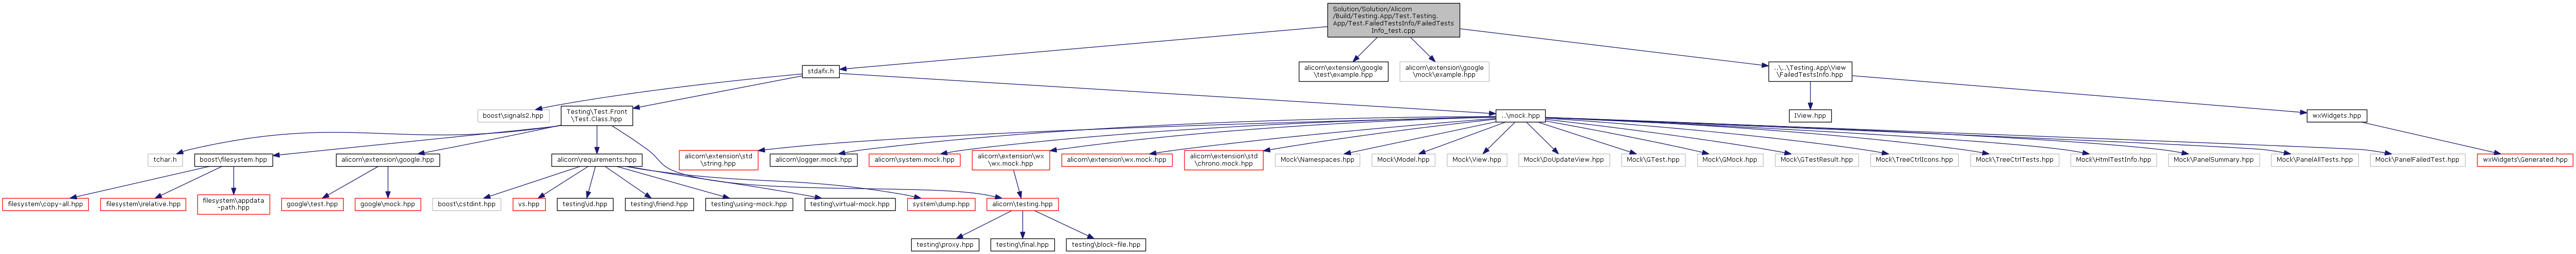 Solution/Solution/Alicorn
/Build/Testing.App/Test.Testing.
App/Test.FailedTestsInfo/FailedTests
Info_test.cpp
stdafx.h
alicorn\extension\google
\test\example.hpp
alicorn\extension\google
\mock\example.hpp
..\..\Testing.App\View
\FailedTestsInfo.hpp
boost\signals2.hpp
Testing\Test.Front
\Test.Class.hpp
..\mock.hpp
IView.hpp
wxWidgets.hpp
tchar.h
boost\filesystem.hpp
alicorn\extension\google.hpp
alicorn\requirements.hpp
alicorn\extension\std
\string.hpp
alicorn\logger.mock.hpp
alicorn\system.mock.hpp
alicorn\extension\wx
\wx.mock.hpp
alicorn\extension\wx.mock.hpp
alicorn\extension\std
\chrono.mock.hpp
Mock\Namespaces.hpp
Mock\Model.hpp
Mock\View.hpp
Mock\DoUpdateView.hpp
Mock\GTest.hpp
Mock\GMock.hpp
Mock\GTestResult.hpp
Mock\TreeCtrlIcons.hpp
Mock\TreeCtrlTests.hpp
Mock\HtmlTestInfo.hpp
Mock\PanelSummary.hpp
Mock\PanelAllTests.hpp
Mock\PanelFailedTest.hpp
wxWidgets\Generated.hpp
filesystem\copy-all.hpp
filesystem\relative.hpp
filesystem\appdata
-path.hpp
google\test.hpp
google\mock.hpp
boost\cstdint.hpp
vs.hpp
testing\id.hpp
testing\friend.hpp
testing\using-mock.hpp
testing\virtual-mock.hpp
system\dump.hpp
alicorn\testing.hpp
testing\proxy.hpp
testing\final.hpp
testing\block-file.hpp